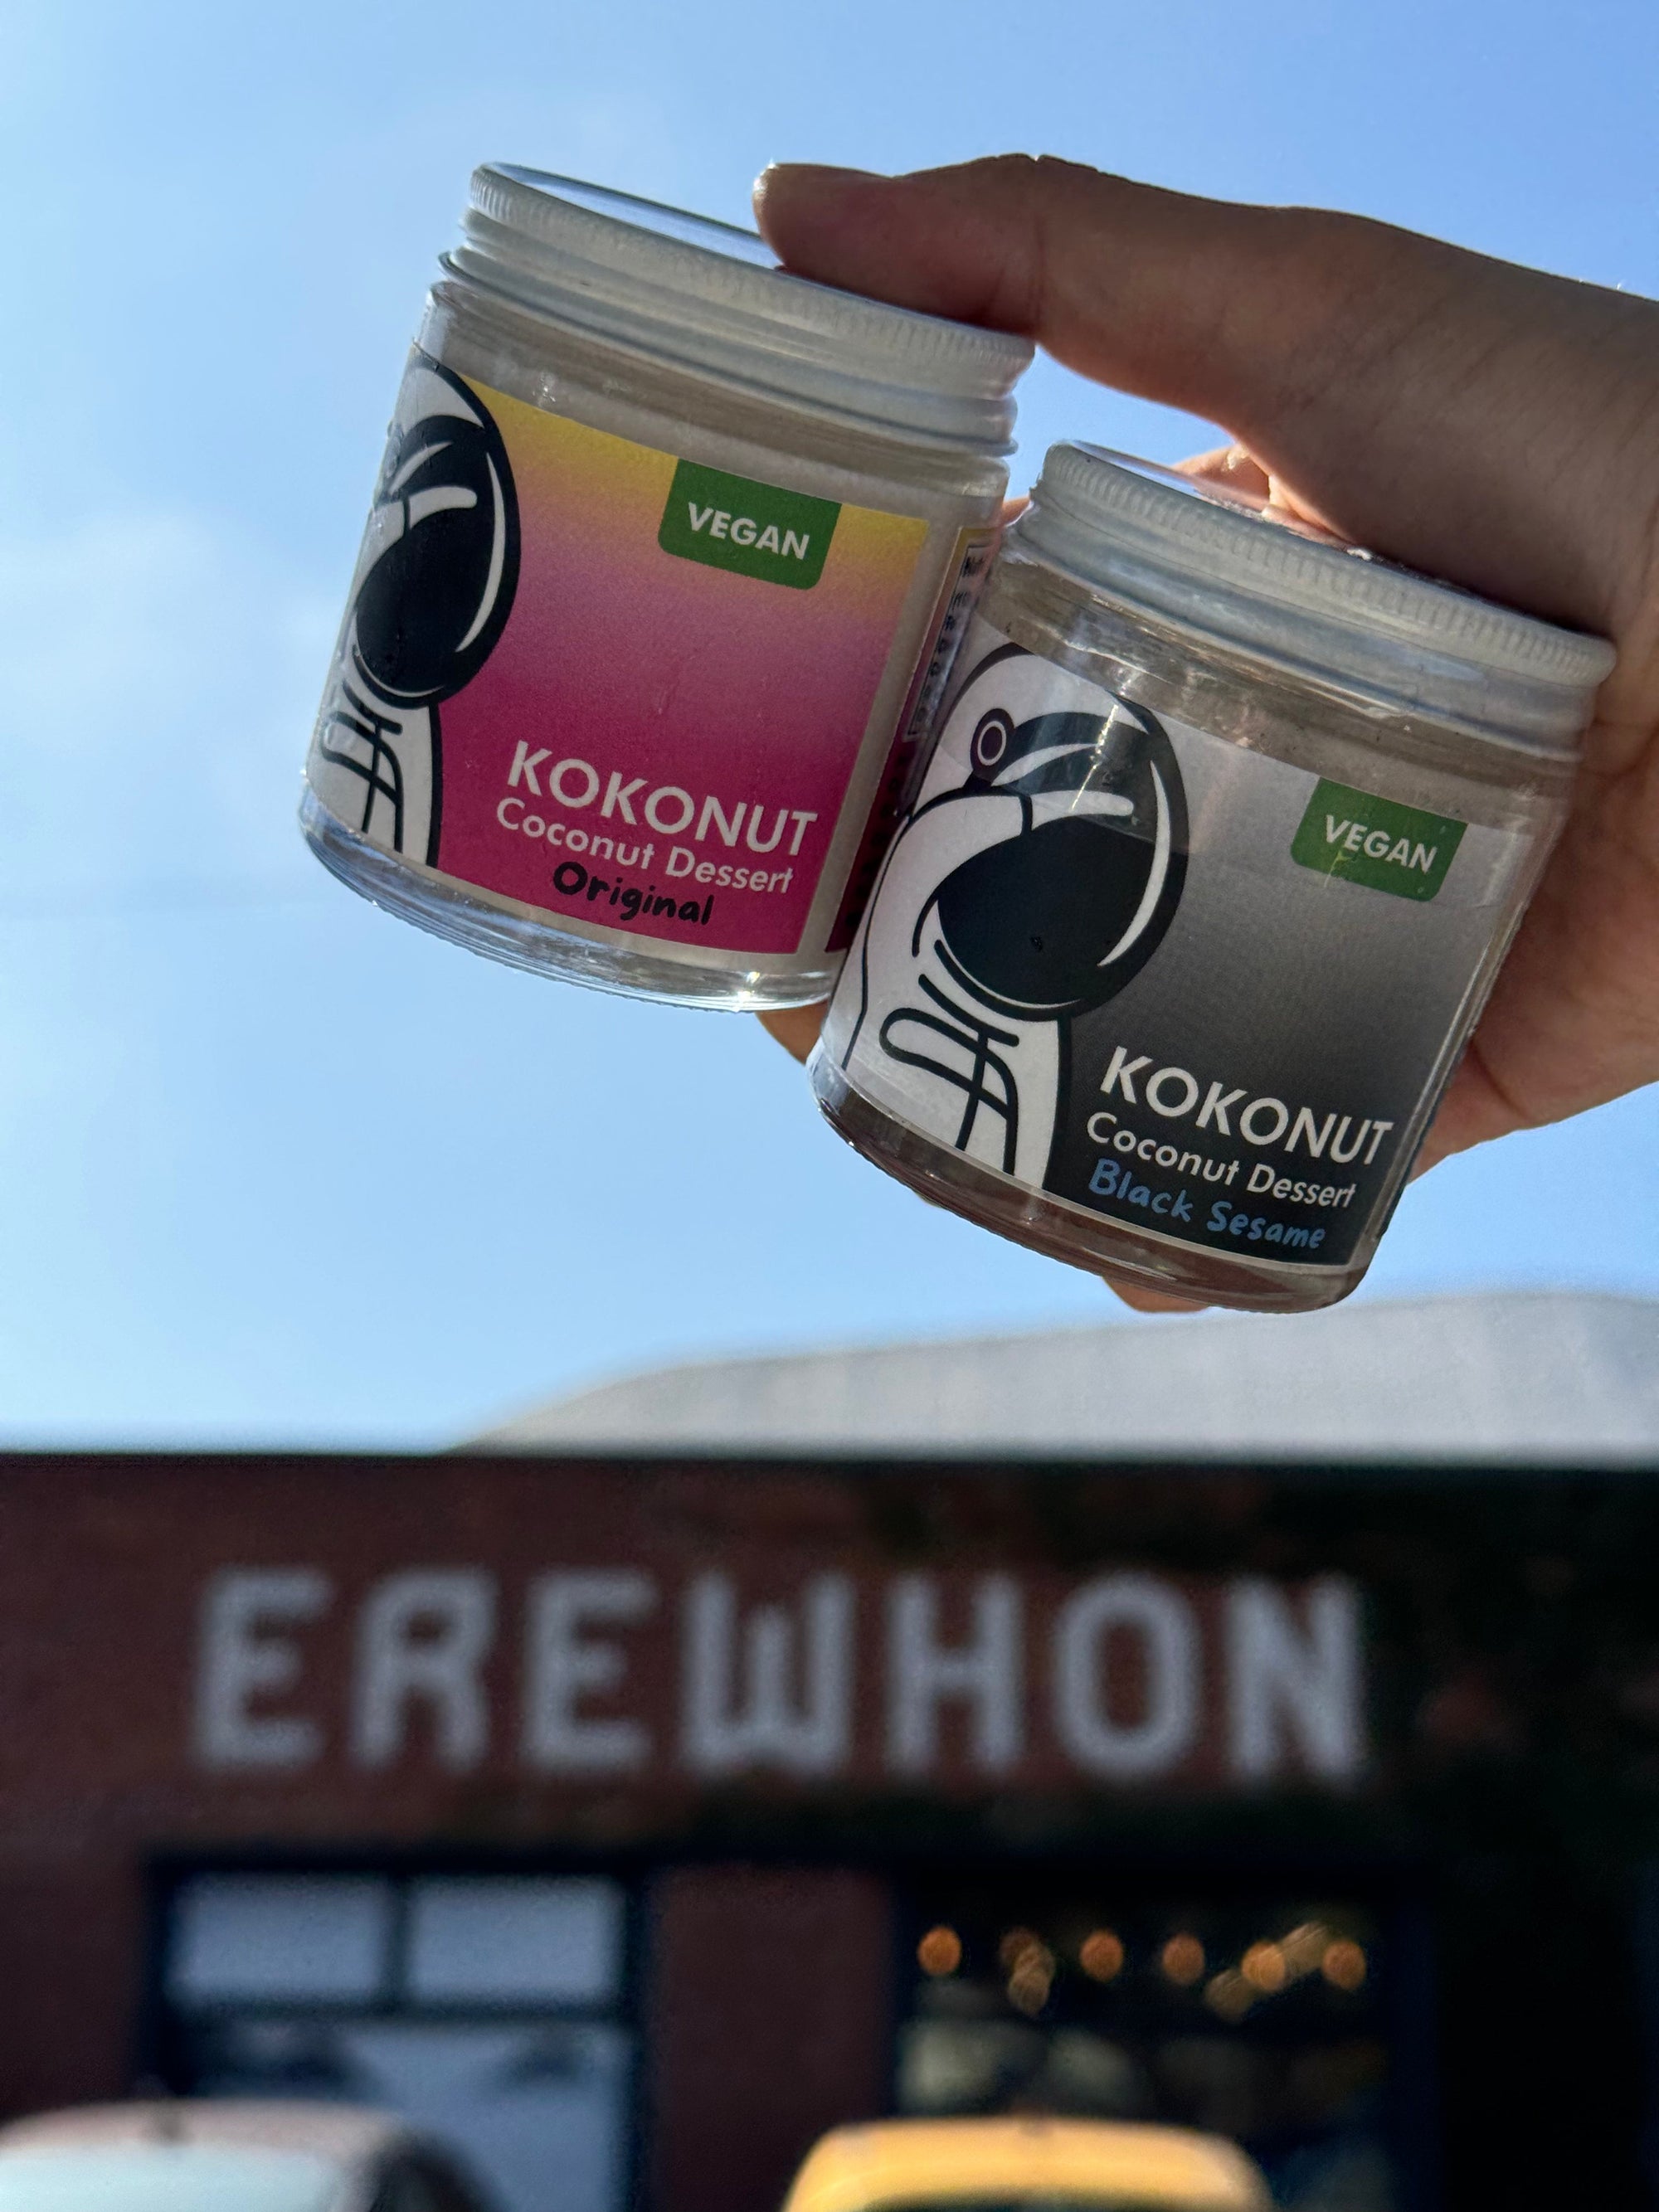 VEGAN
KOKONUT
Coconut Dessert
Original
VEGAN
KOKONUT
Coconut Dessert
Black Sesame
EREWHON